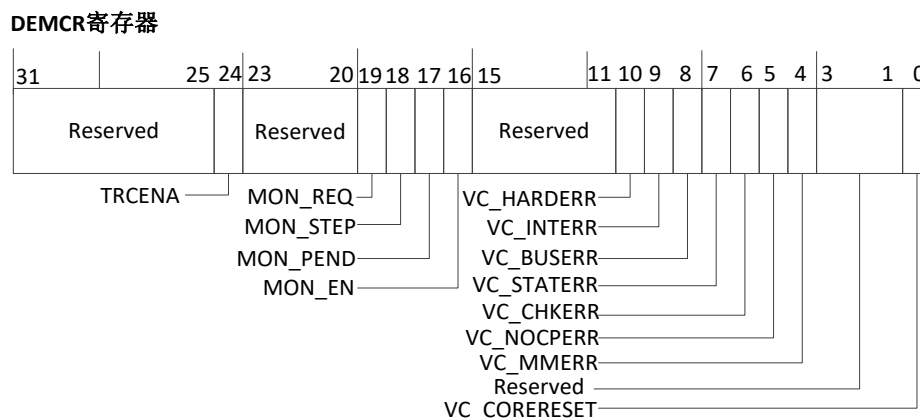 DEMCR寄存器
31 25 24 23 20 19 18 17 16 15 11 10 9 8 7 6 5 4 3 1 0
Reserved Reserved Reserved
TRCENA MON_REQ VC_HARDERR
MON_STEP VC_INTERR
MON_PEND VC_BUSERR
MON_EN VC_STATERR
VC_CHKERR
VC_NOCPERR
VC_MMERR
Reserved
VC_CORERESET